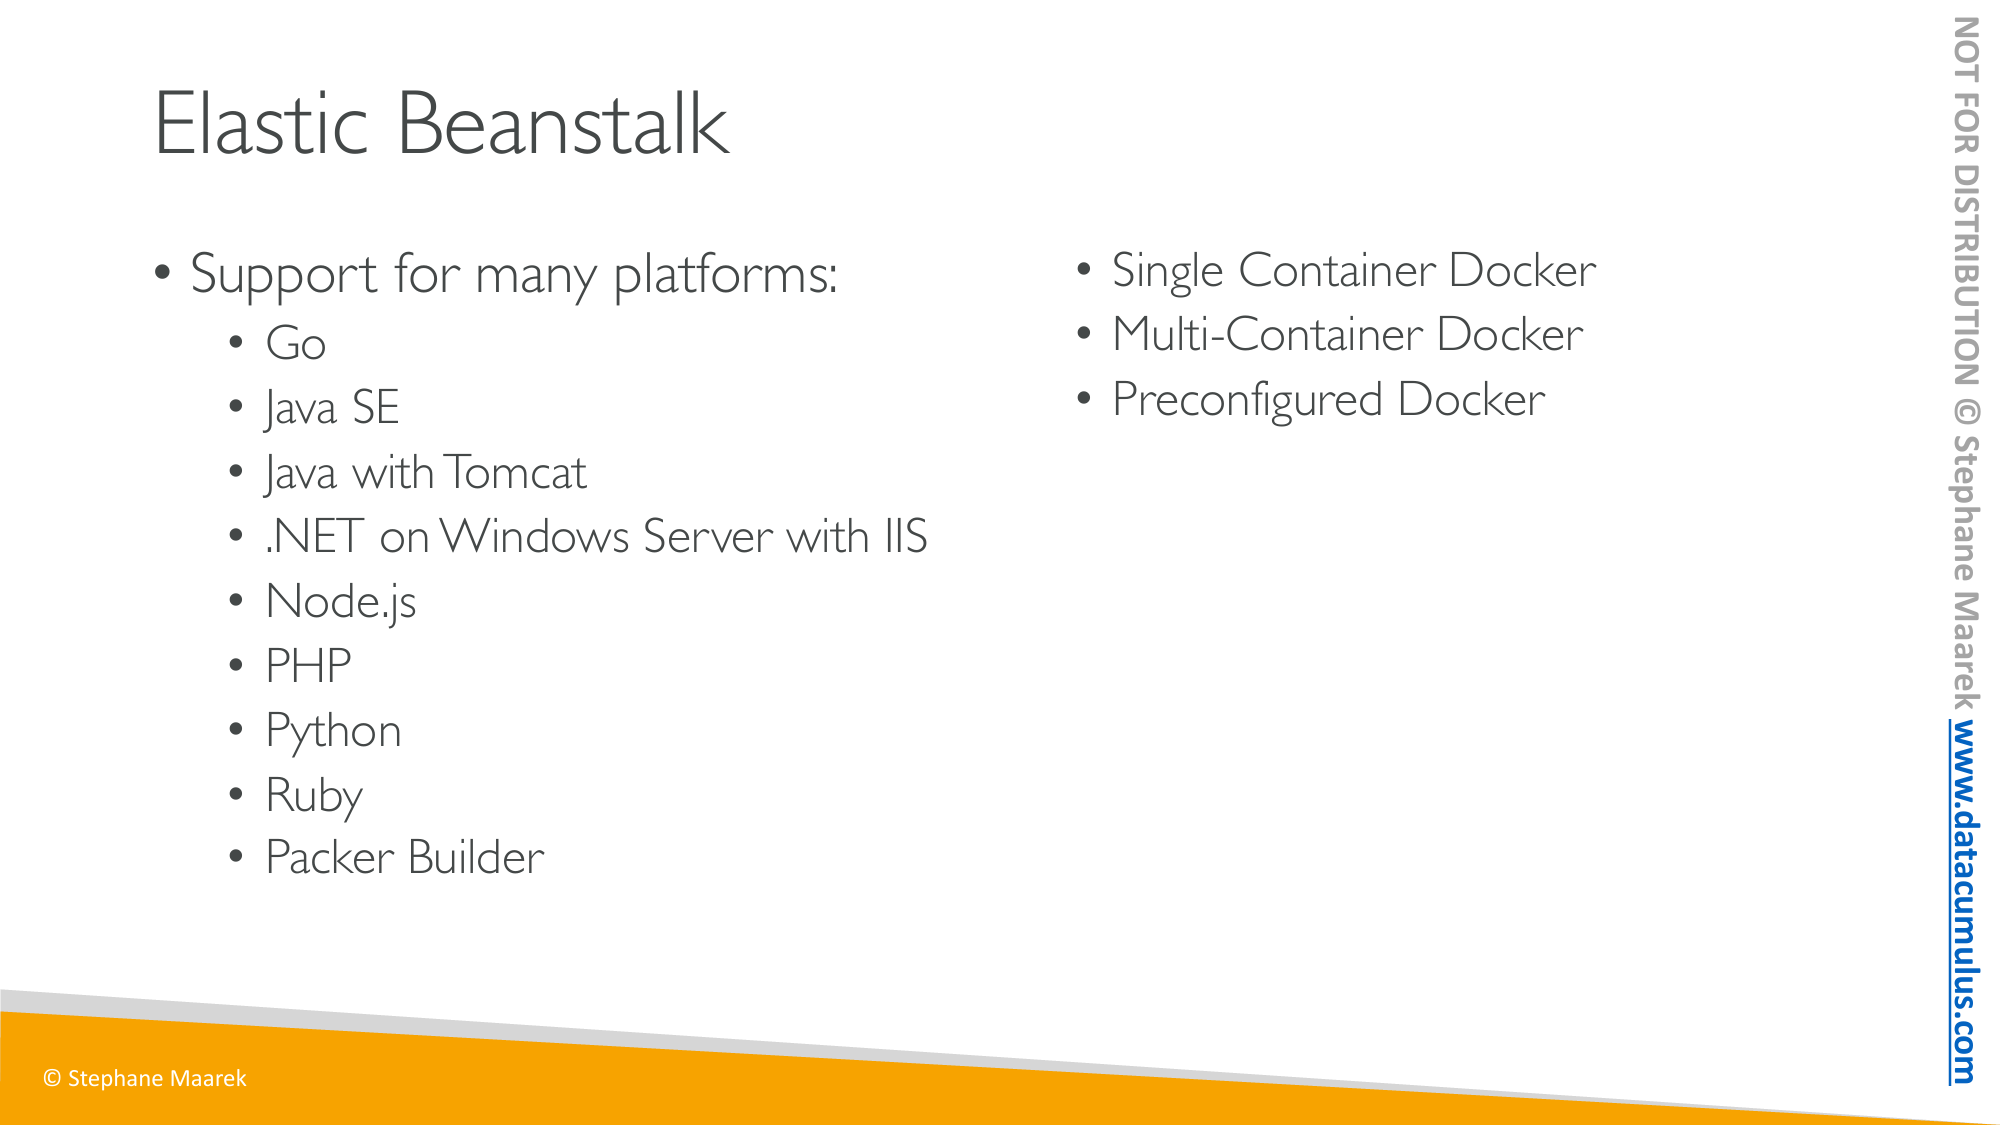 Elastic Beanstalk
• Support for many platforms:
• Go
• Java SE
• Java with Tomcat
• .NET on Windows Server with IIS
• Node.js
• PHP
• Python
• Ruby
• Packer Builder
• Single Container Docker
• Multi-Container Docker
• Preconfigured Docker
NOT FOR DISTRIBUTION © Stephane Maarek www.datacumulus.com
© Stephane Maarek